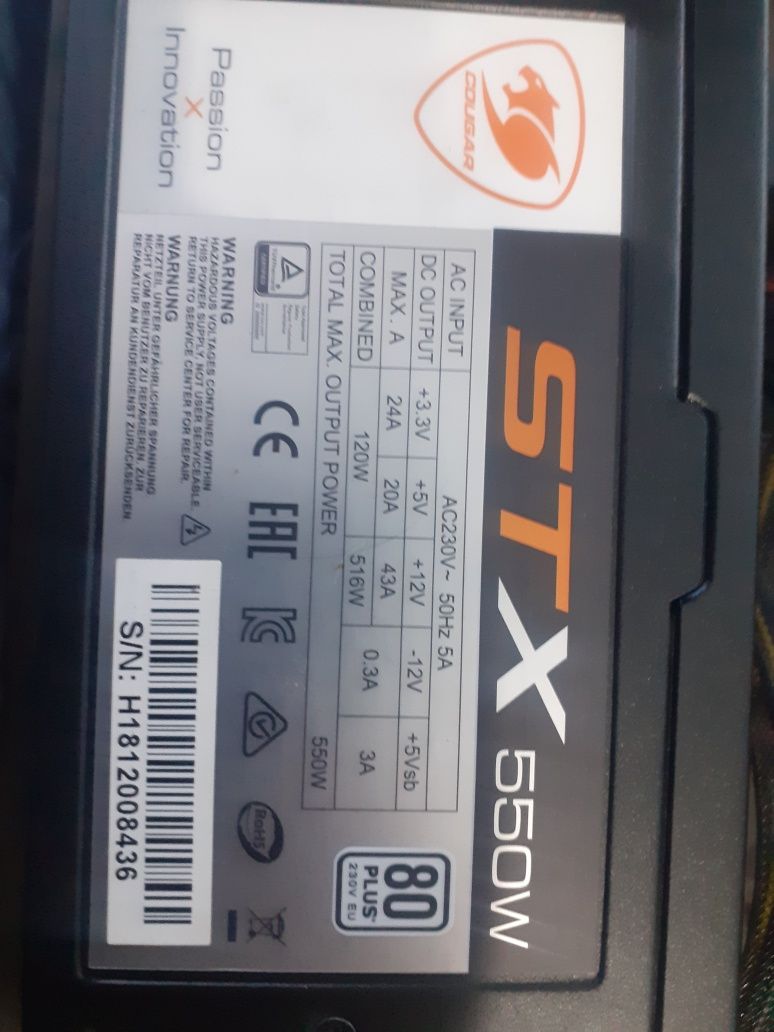 COUGAR
Passion
X
Innovation
STX 550W
AC INPUT AC230V~ 50Hz 5A
DC OUTPUT +3.3V +5V +12V -12V +5Vsb
MAX. A 24A 20A 43A 0.3A 3A
COMBINED 120W 516W
TOTAL MAX. OUTPUT POWER 550W
80
PLUS
230V EU
CE
EAC
RoHS
WARNING
HAZARDOUS VOLTAGES CONTAINED WITHIN
THIS POWER SUPPLY, NOT USER SERVICEABLE.
RETURN TO SERVICE CENTER FOR REPAIR.
WARNUNG
NETZTEIL UNTER GEFÄHRLICHER SPANNUNG
NICHT VOM BENUTZER ZU REPARIEREN. ZUR
REPARATUR AN KUNDENDIENST ZURÜCKSENDEN
S/N: H1812008436